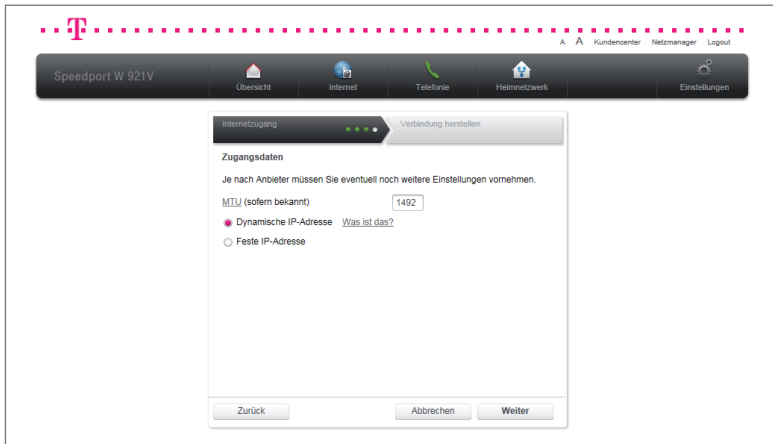 T
A A Kundencenter Netzmanager Logout
Speedport W 921V
Übersicht Internet Telefonie Heimnetzwerk Einstellungen
Internetzugang Verbindung herstellen
Zugangsdaten
Je nach Anbieter müssen Sie eventuell noch weitere Einstellungen vornehmen.
MTU (sofern bekannt) 1492
Dynamische IP-Adresse Was ist das?
Feste IP-Adresse
Zurück Abbrechen Weiter